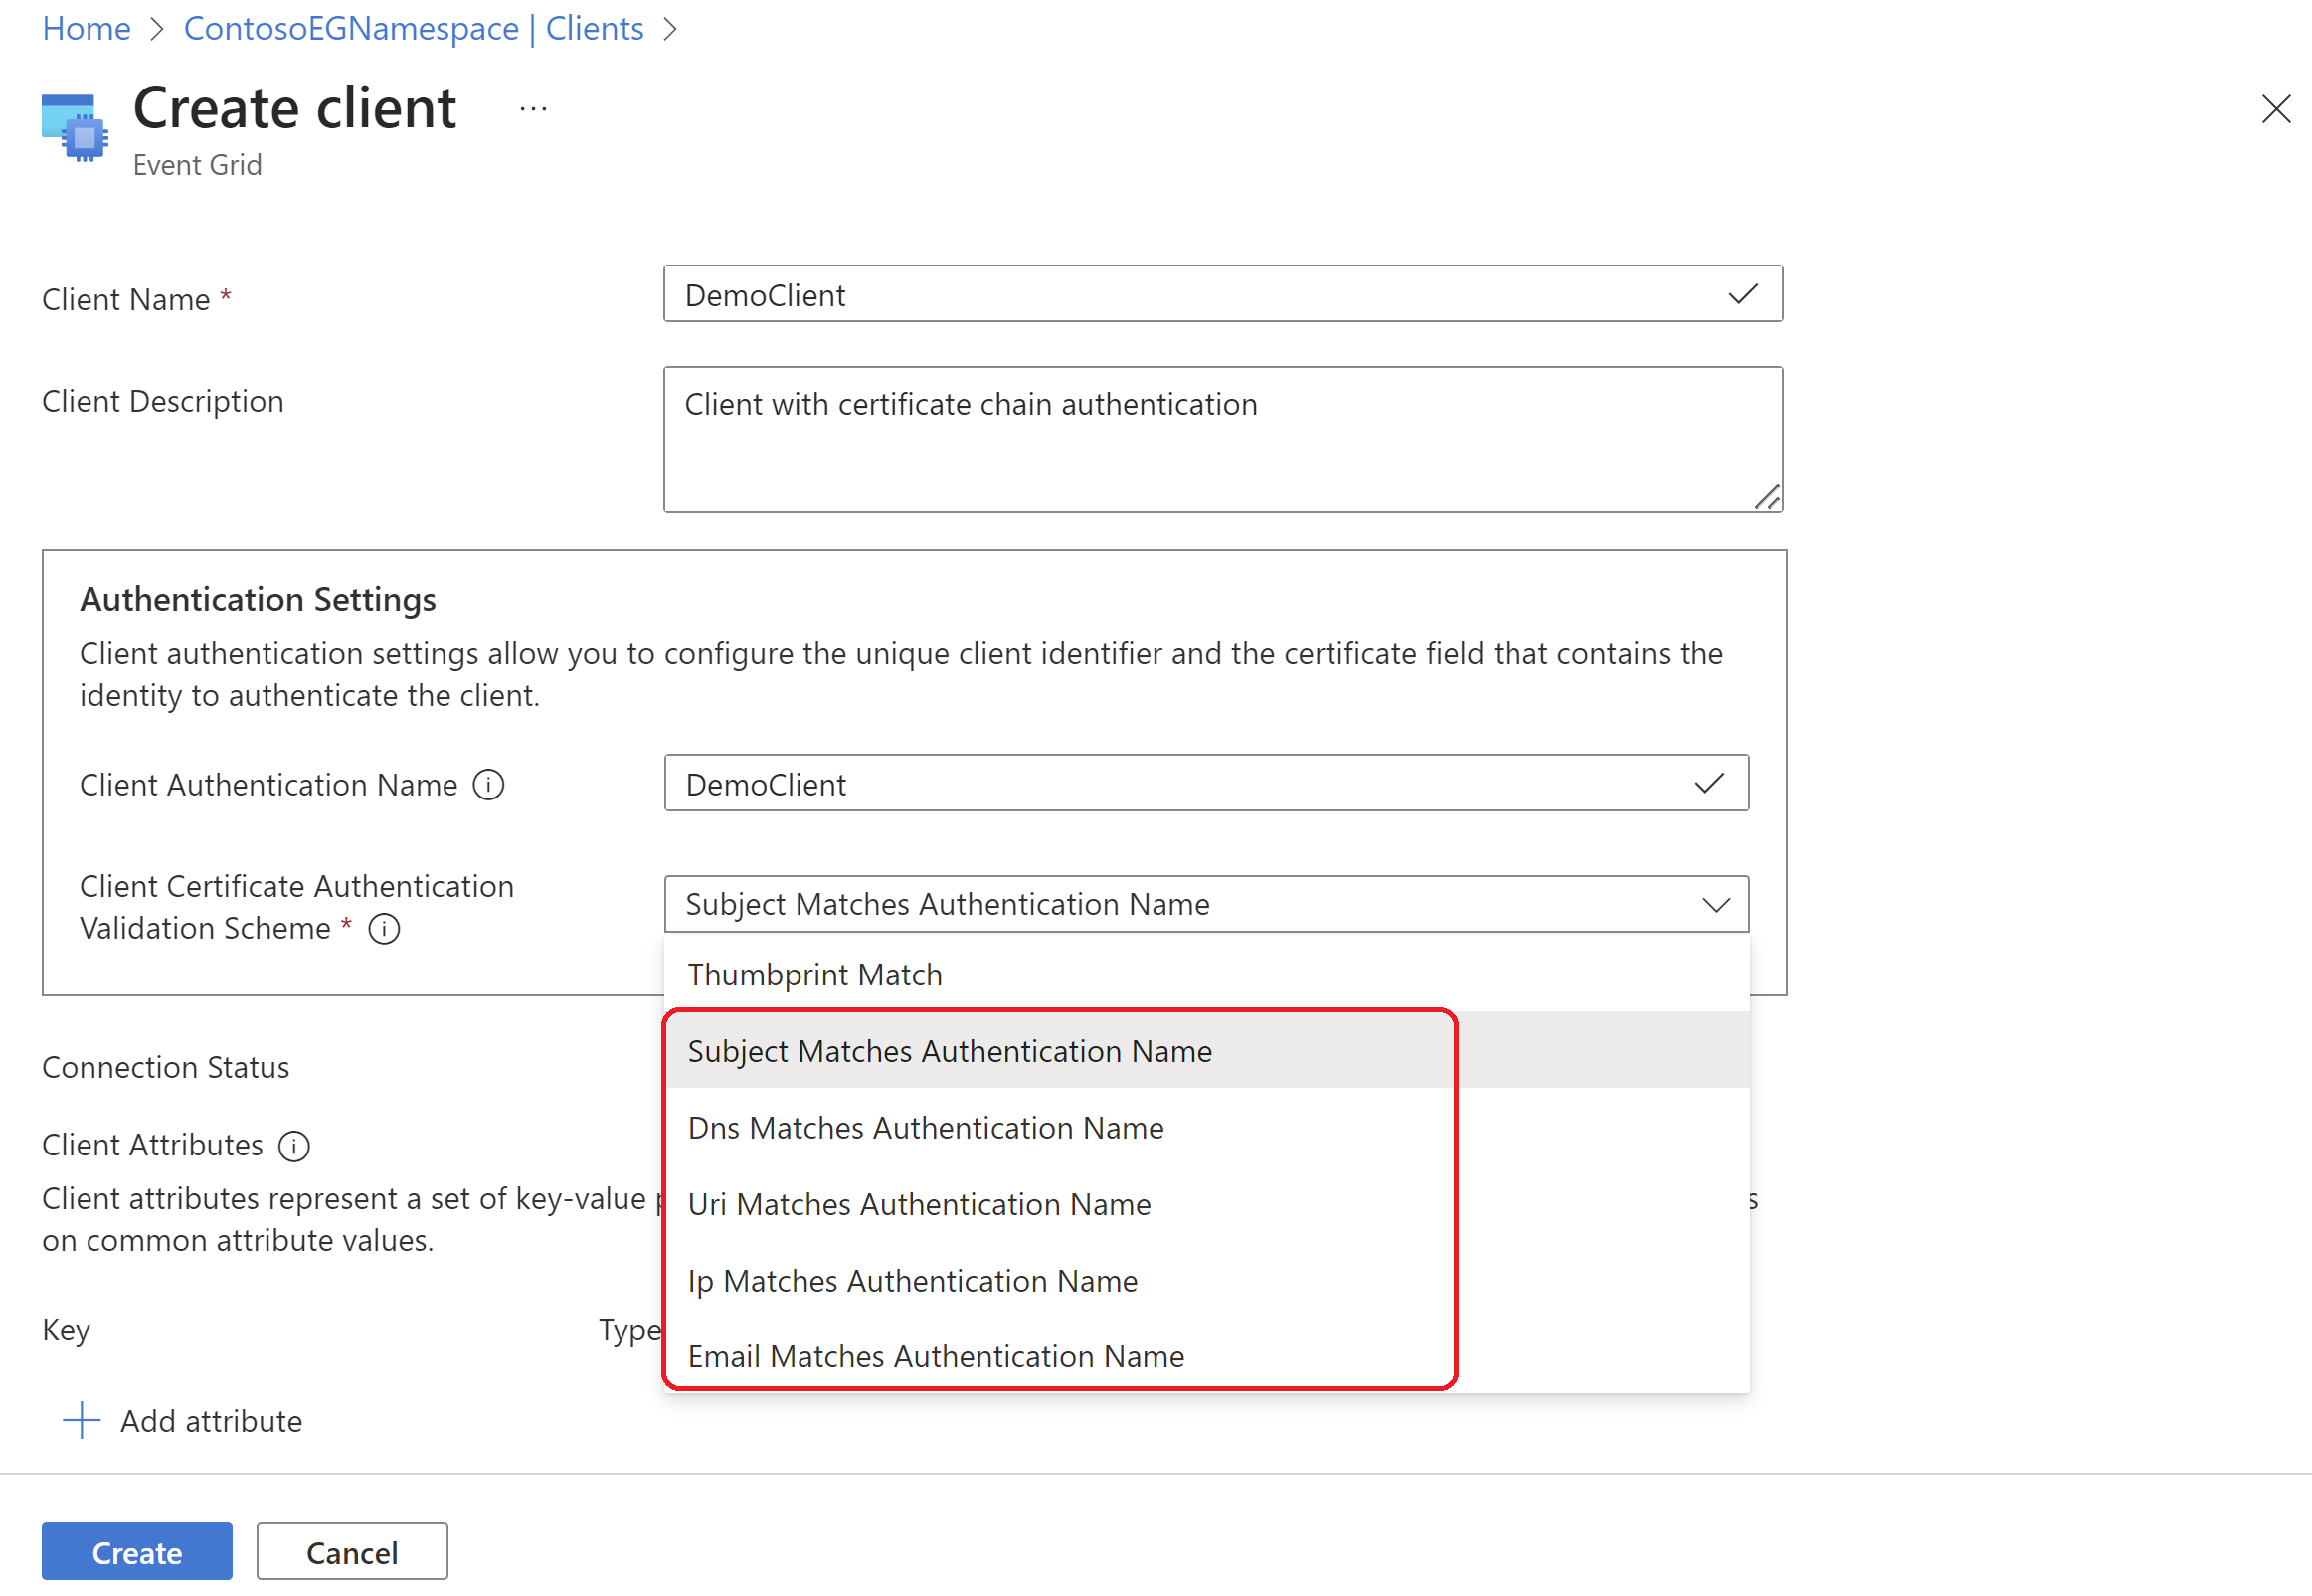 Home > ContosoEGNamespace | Clients >
Create client ...
Event Grid
Client Name *
DemoClient
Client Description
Client with certificate chain authentication
Authentication Settings
Client authentication settings allow you to configure the unique client identifier and the certificate field that contains the
identity to authenticate the client.
Client Authentication Name
DemoClient
Client Certificate Authentication
Validation Scheme *
Subject Matches Authentication Name
Thumbprint Match
Subject Matches Authentication Name
Dns Matches Authentication Name
Uri Matches Authentication Name
Ip Matches Authentication Name
Email Matches Authentication Name
Connection Status
Client Attributes
Client attributes represent a set of key-value
on common attribute values.
Key
Type
Add attribute
Create
Cancel